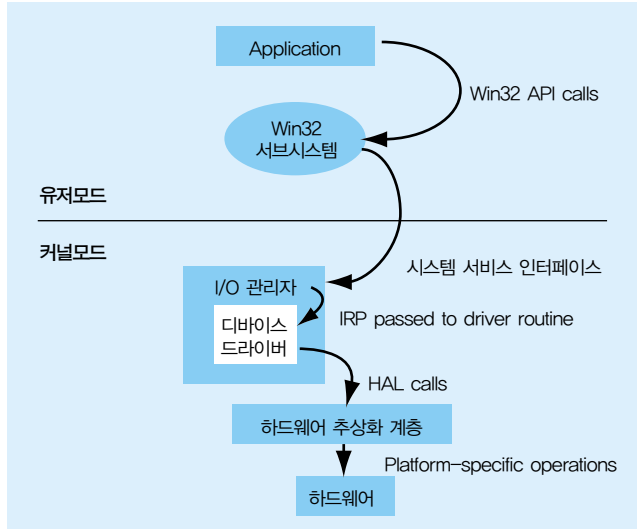 Application
Win32 API calls
Win32
서브시스템
유저모드
커널모드
시스템 서비스 인터페이스
I/O 관리자
IRP passed to driver routine
디바이스
드라이버
HAL calls
하드웨어 추상화 계층
Platform-specific operations
하드웨어